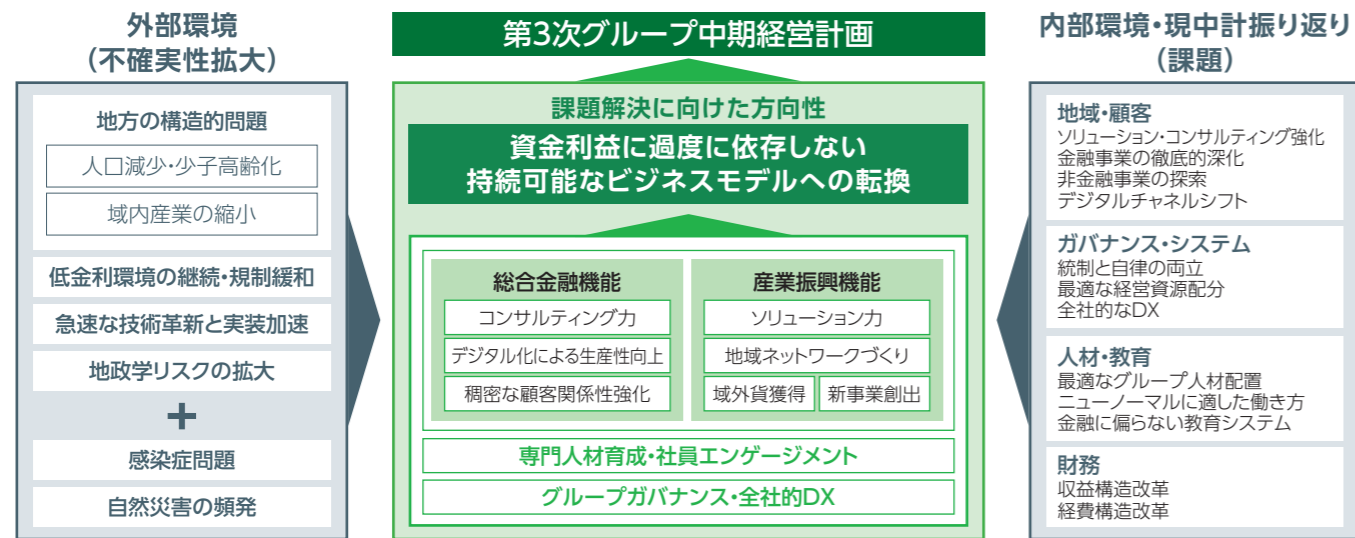 外部環境
（不確実性拡大）
地方の構造的問題
人口減少・少子高齢化
域内産業の縮小
低金利環境の継続・規制緩和
急速な技術革新と実装加速
地政学リスクの拡大
+
感染症問題
自然災害の頻発
第3次グループ中期経営計画
課題解決に向けた方向性
資金利益に過度に依存しない
持続可能なビジネスモデルへの転換
総合金融機能
コンサルティング力
デジタル化による生産性向上
稠密な顧客関係性強化
産業振興機能
ソリューション力
地域ネットワークづくり
域外貨獲得
新事業創出
専門人材育成・社員エンゲージメント
グループガバナンス・全社的DX
内部環境・現中計振り返り
（課題）
地域・顧客
ソリューション・コンサルティング強化
金融事業の徹底的深化
非金融事業の探索
デジタルチャネルシフト
ガバナンス・システム
統制と自律の両立
最適な経営資源配分
全社的なDX
人材・教育
最適なグループ人材配置
ニューノーマルに適した働き方
金融に偏らない教育システム
財務
収益構造改革
経費構造改革